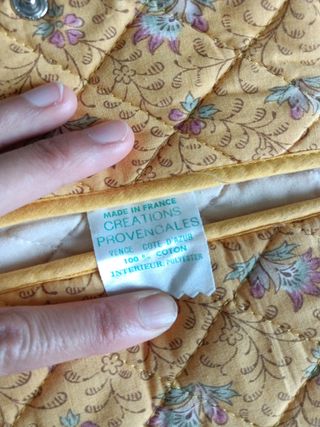 MADE IN FRANCE
CREATIONS
PROVENCALES
VENCE COTE D'AZUR
100 % COTON
INTERIEUR POLYESTER